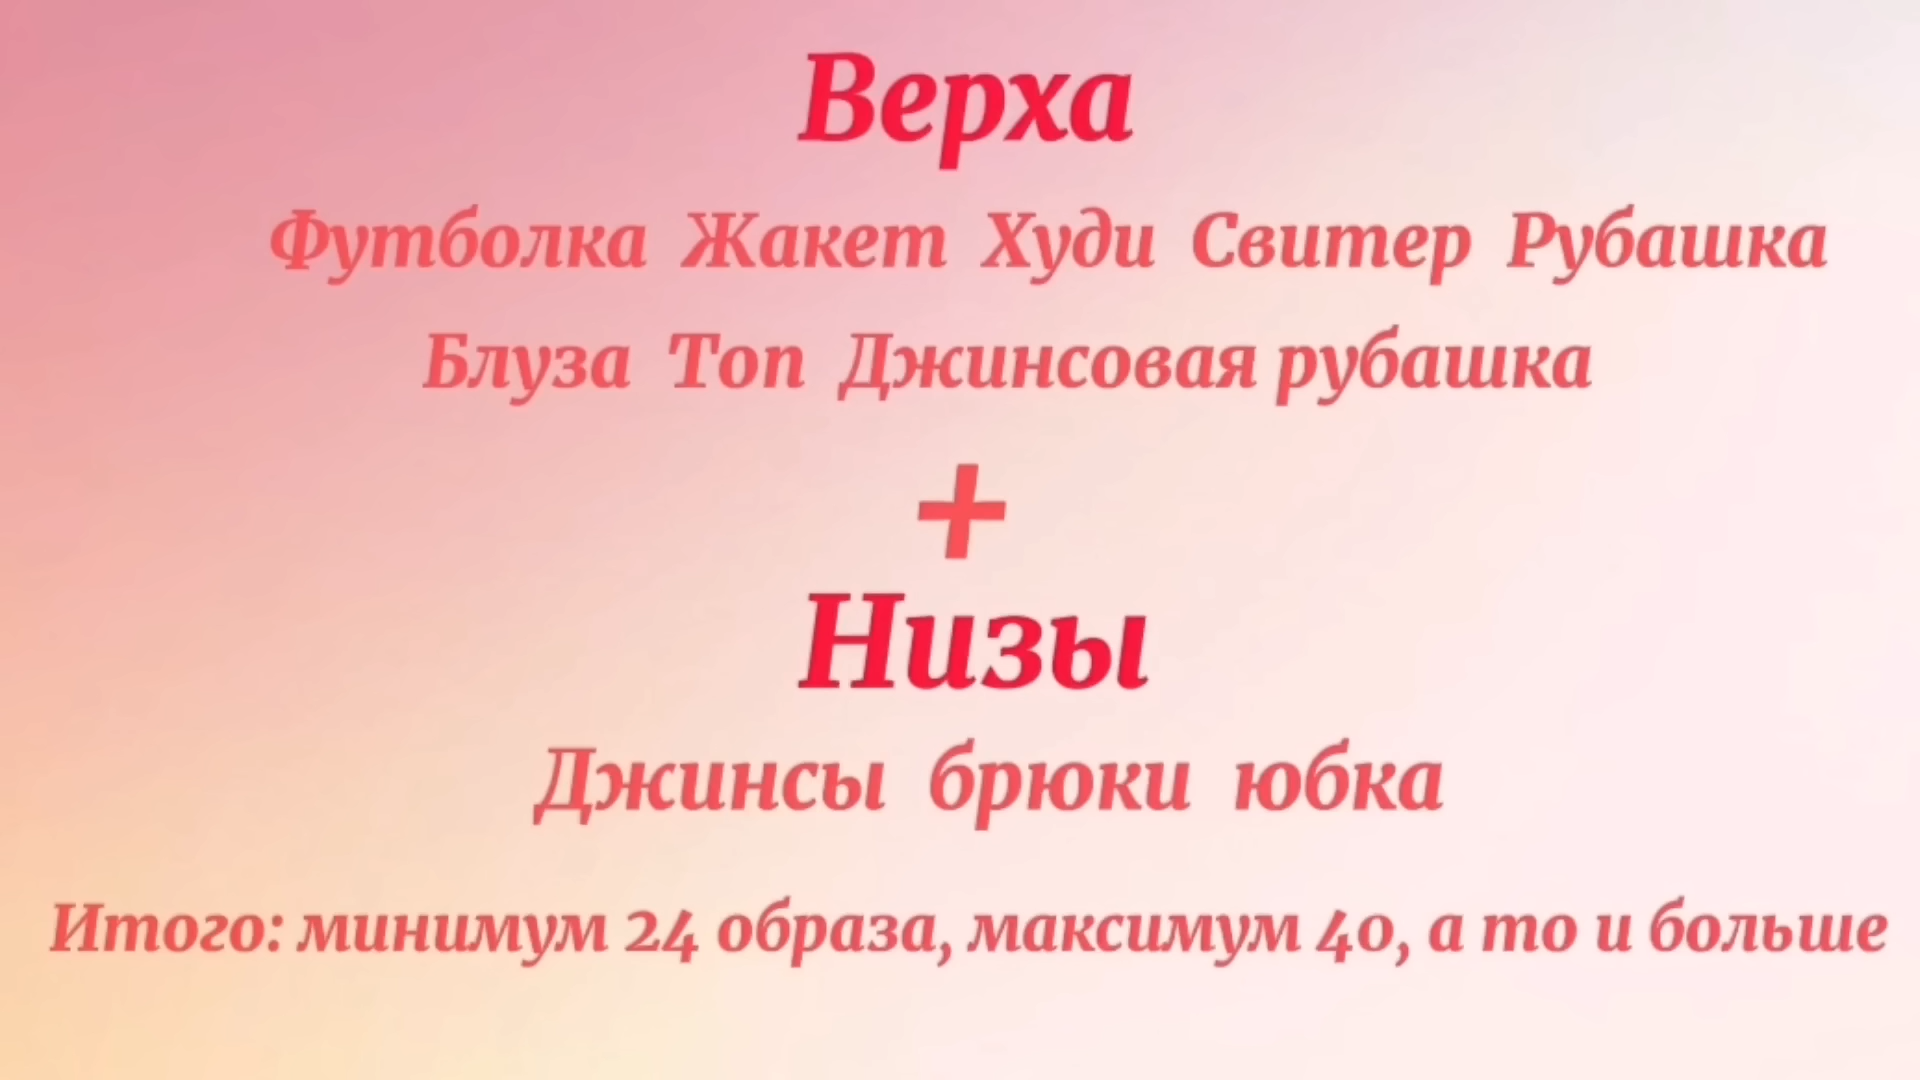 Верха
Футболка Жакет Худи Свитер Рубашка
Блуза Топ Джинсовая рубашка
+
Низы
Джинсы брюки юбка
Итого: минимум 24 образа, максимум 40, а то и больше